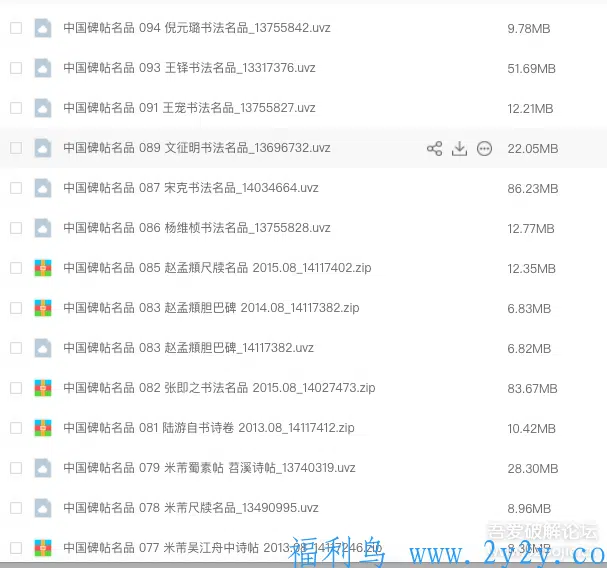 中国碑帖名品 094 倪元璐书法名品_13755842.uvz 9.78MB
中国碑帖名品 093 王铎书法名品_13317376.uvz 51.69MB
中国碑帖名品 091 王宠书法名品_13755827.uvz 12.21MB
中国碑帖名品 089 文征明书法名品_13696732.uvz 22.05MB
中国碑帖名品 087 宋克书法名品_14034664.uvz 86.23MB
中国碑帖名品 086 杨维桢书法名品_13755828.uvz 12.77MB
中国碑帖名品 085 赵孟頫尺牍名品 2015.08_14117402.zip 12.35MB
中国碑帖名品 083 赵孟頫胆巴碑 2014.08_14117382.zip 6.83MB
中国碑帖名品 083 赵孟頫胆巴碑_14117382.uvz 6.82MB
中国碑帖名品 082 张即之书法名品 2015.08_14027473.zip 83.67MB
中国碑帖名品 081 陆游自书诗卷 2013.08_14117412.zip 10.42MB
中国碑帖名品 079 米芾蜀素帖 苕溪诗帖_13740319.uvz 28.30MB
中国碑帖名品 078 米芾尺牍名品_13490995.uvz 8.96MB
吾爱破解论坛
中国碑帖名品 077 米芾吴江舟中诗帖 2013.08_14117246.zip
福利鸟 www.2y2y.co